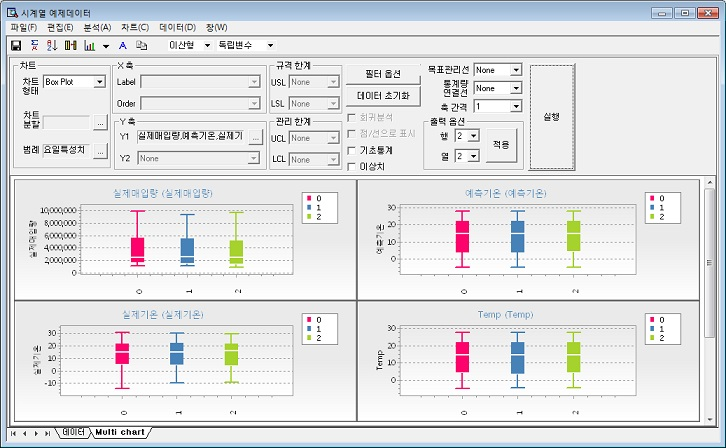 시계열 예제데이터
파일(F) 편집(E) 분석(A) 차트(C) 데이터(D) 창(W)
이산형 독립변수
차트
차트 형태 Box Plot
차트 분할 ...
범례 요일특성치 ...
X 축
Label
Order
Y 축
Y1 실제매입량,예측기온,실제기 ...
Y2 None
규격 한계
USL None
LSL None
관리 한계
UCL None
LCL None
필터 옵션
데이터 초기화
회귀분석
점/선으로 표시
기초통계
이상치
목표관리선 None
통계량 연결선 None
축 간격 1
출력 옵션
행 2
열 2
적용
실행
실제매입량 (실제매입량)
실제매입량
10,000,000
8,000,000
6,000,000
4,000,000
2,000,000
0
0 1 2
0
1
2
예측기온 (예측기온)
예측기온
30
20
10
0
0 1 2
0
1
2
실제기온 (실제기온)
실제기온
30
20
10
0
-10
0 1 2
0
1
2
Temp (Temp)
Temp
30
20
10
0
0 1 2
0
1
2
데이터 Multi chart